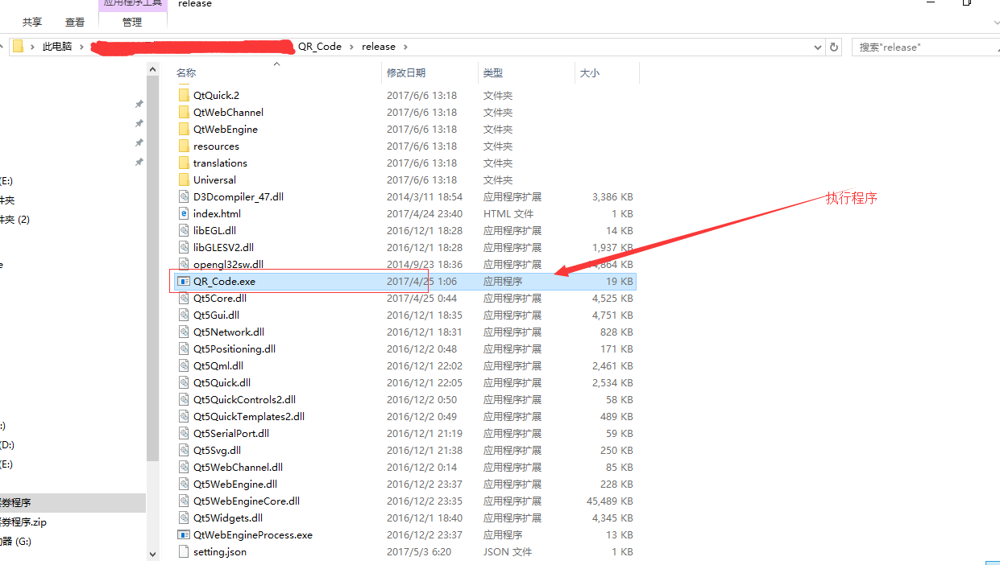 应用程序工具 release
共享 查看 管理
此电脑 QR_Code release 搜索"release"
名称 修改日期 类型 大小
QtQuick.2 2017/6/6 13:18 文件夹
QtWebChannel 2017/6/6 13:18 文件夹
QtWebEngine 2017/6/6 13:18 文件夹
resources 2017/6/6 13:18 文件夹
translations 2017/6/6 13:18 文件夹
(E:) Universal 2017/6/6 13:18 文件夹
件夹 D3Dcompiler_47.dll 2014/3/11 18:54 应用程序扩展 3,386 KB
执行程序
index.html 2017/4/24 23:40 HTML 文件 1 KB
件夹 (2) libEGL.dll 2016/12/1 18:28 应用程序扩展 14 KB
libGLESV2.dll 2016/12/1 18:28 应用程序扩展 1,937 KB
opengl32sw.dll 2014/9/23 18:36 应用程序扩展 KB
QR_Code.exe 2017/4/25 1:06 应用程序 19 KB
Qt5Core.dll 2017/4/25 0:44 应用程序扩展 4,525 KB
Qt5Gui.dll 2016/12/1 18:35 应用程序扩展 4,751 KB
Qt5Network.dll 2016/12/1 18:31 应用程序扩展 828 KB
Qt5Positioning.dll 2016/12/2 0:48 应用程序扩展 171 KB
Qt5Qml.dll 2016/12/1 22:02 应用程序扩展 2,461 KB
Qt5Quick.dll 2016/12/1 22:05 应用程序扩展 2,534 KB
Qt5QuickControls2.dll 2016/12/2 0:50 应用程序扩展 58 KB
Qt5QuickTemplates2.dll 2016/12/2 0:49 应用程序扩展 489 KB
:) Qt5SerialPort.dll 2016/12/1 21:19 应用程序扩展 59 KB
(D:) Qt5Svg.dll 2016/12/1 21:38 应用程序扩展 250 KB
(E:) Qt5WebChannel.dll 2016/12/2 0:14 应用程序扩展 85 KB
Qt5WebEngine.dll 2016/12/2 23:37 应用程序扩展 228 KB
券程序 Qt5WebEngineCore.dll 2016/12/2 23:35 应用程序扩展 45,489 KB
券程序.zip Qt5Widgets.dll 2016/12/1 18:40 应用程序扩展 4,345 KB
器 (G:) QtWebEngineProcess.exe 2016/12/2 23:37 应用程序 13 KB
setting.json 2017/5/3 6:20 JSON 文件 1 KB